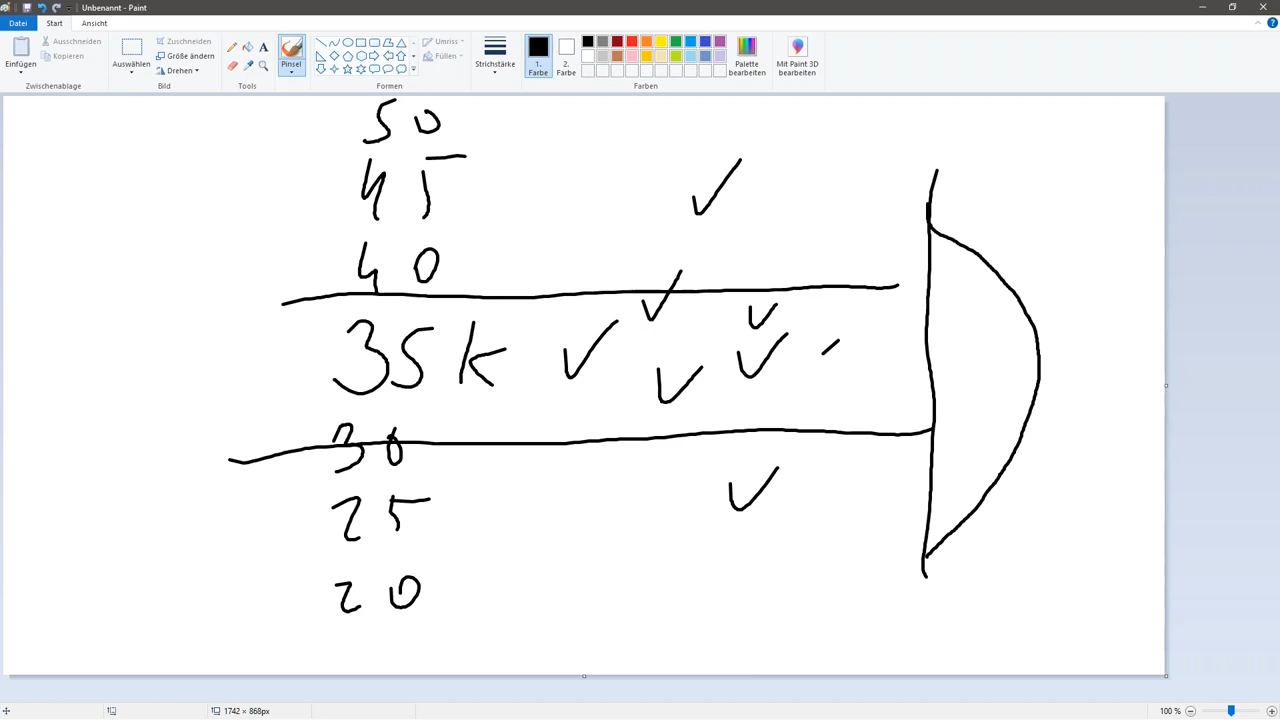 Unbenannt - Paint
Datei Start Ansicht
Einfügen
Ausschneiden
Kopieren
Zwischenablage
Auswählen
Zuschneiden
Größe ändern
Drehen
Bild
A
Tools
Pinsel
Umriss
Füllen
Formen
Strichstärke
1. Farbe
2. Farbe
Palette bearbeiten
Farben
Mit Paint 3D bearbeiten
50
45
40
35k
30
25
20
1742 × 868px
100 %